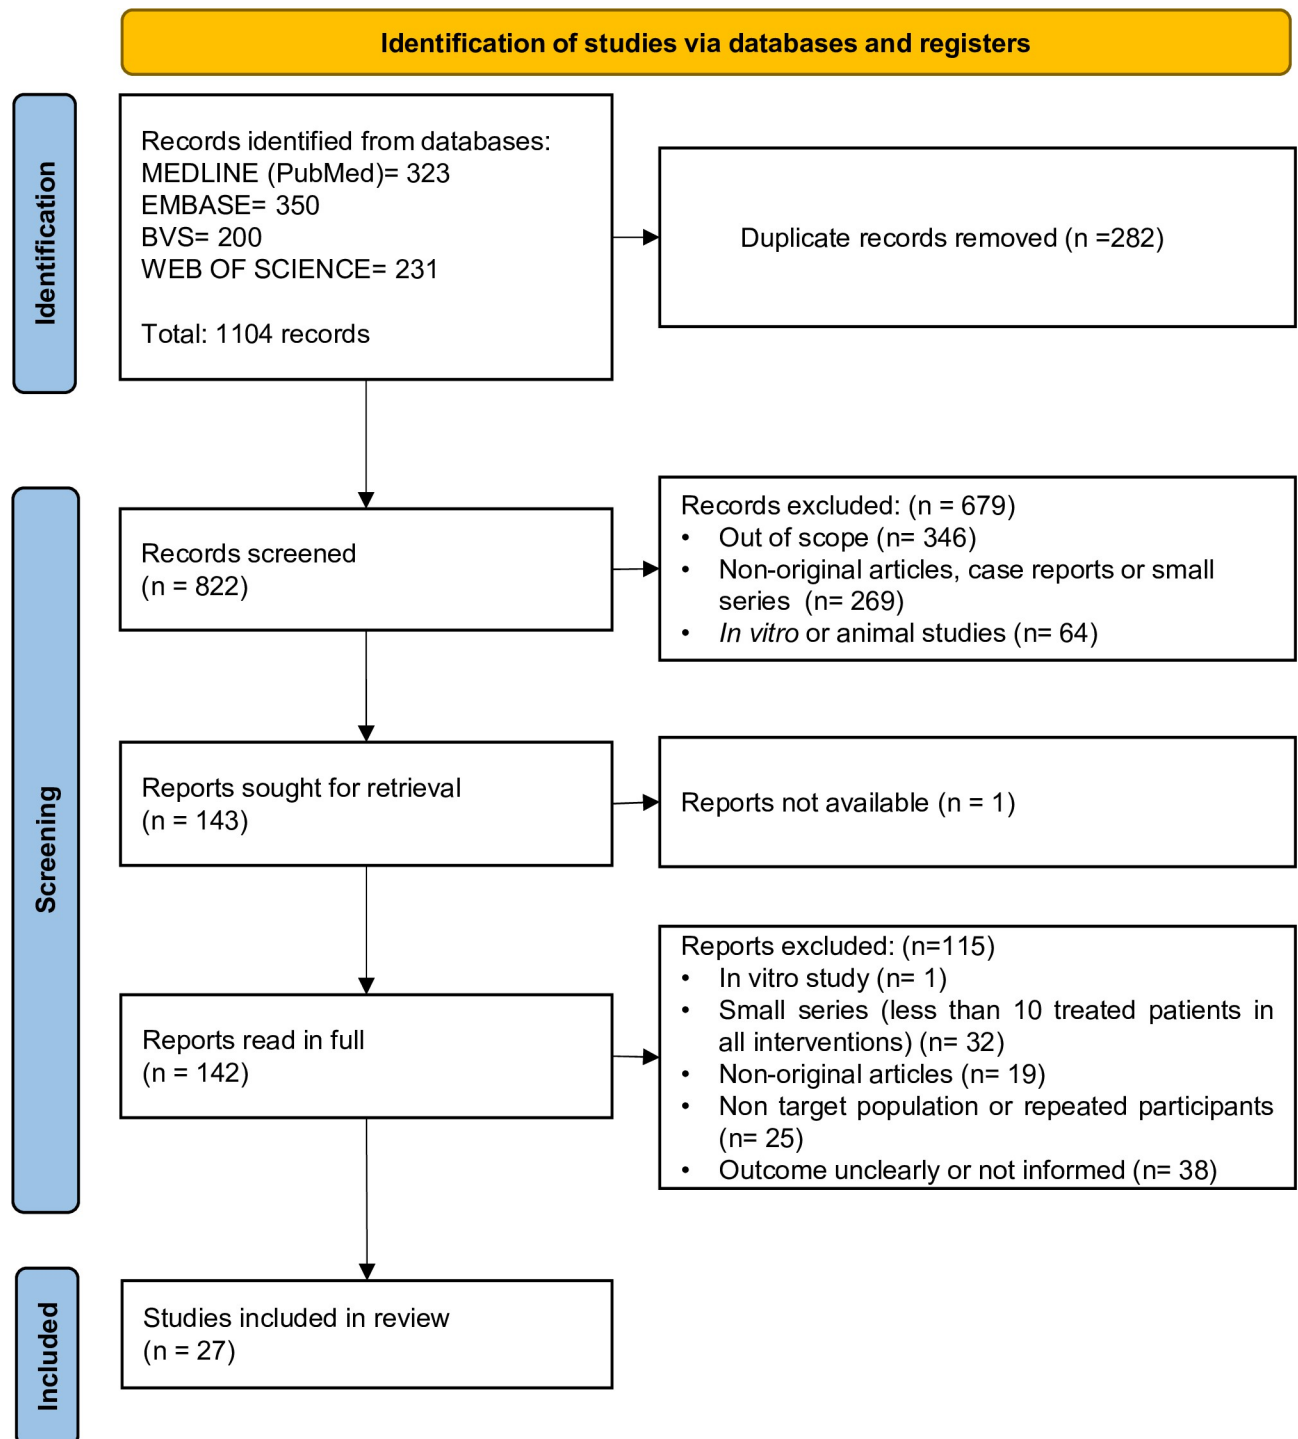 Identification of studies via databases and registers
Identification
Records identified from databases:
MEDLINE (PubMed)= 323
EMBASE= 350
BVS= 200
WEB OF SCIENCE= 231
Total: 1104 records
Duplicate records removed (n =282)
Screening
Records screened
(n = 822)
Records excluded: (n = 679)
• Out of scope (n= 346)
• Non-original articles, case reports or small
series (n= 269)
• In vitro or animal studies (n= 64)
Reports sought for retrieval
(n = 143)
Reports not available (n = 1)
Reports read in full
(n = 142)
Reports excluded: (n=115)
• In vitro study (n= 1)
• Small series (less than 10 treated patients in
all interventions) (n= 32)
• Non-original articles (n= 19)
• Non target population or repeated participants
(n= 25)
• Outcome unclearly or not informed (n= 38)
Included
Studies included in review
(n = 27)